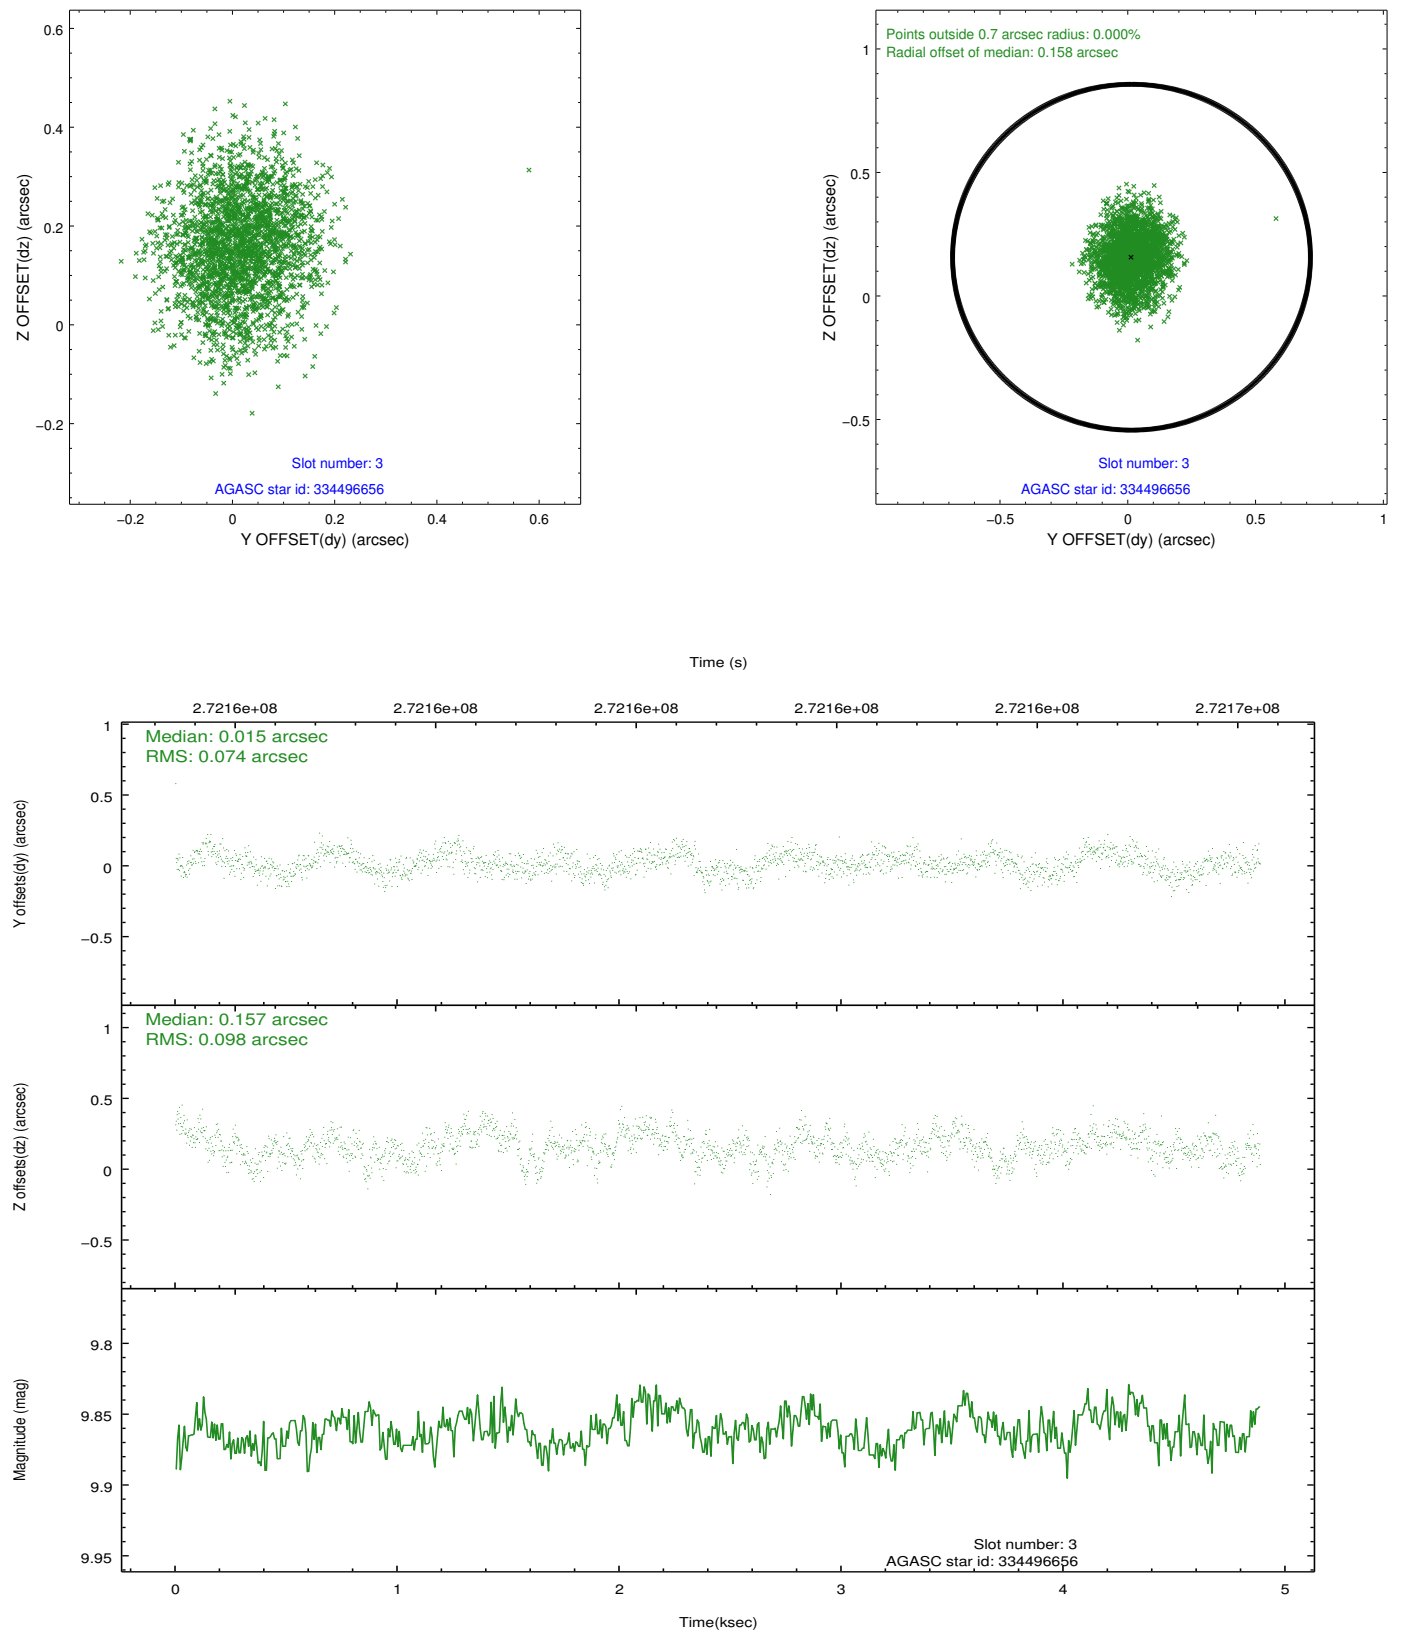 0.6
0.4
0.2
0
−0.2
Z OFFSET(dz) (arcsec)
Slot number: 3
AGASC star id: 334496656
−0.2 0 0.2 0.4 0.6
Y OFFSET(dy) (arcsec)
Points outside 0.7 arcsec radius: 0.000%
Radial offset of median: 0.158 arcsec
1
0.5
0
−0.5
Z OFFSET(dz) (arcsec)
Slot number: 3
AGASC star id: 334496656
−0.5 0 0.5 1
Y OFFSET(dy) (arcsec)
Time (s)
2.7216e+08 2.7216e+08 2.7216e+08 2.7216e+08 2.7216e+08 2.7217e+08
Median: 0.015 arcsec
RMS: 0.074 arcsec
1
0.5
0
−0.5
Y offsets(dy) (arcsec)
Median: 0.157 arcsec
RMS: 0.098 arcsec
1
0.5
0
−0.5
Z offsets(dz) (arcsec)
9.8
9.85
9.9
9.95
Magnitude (mag)
Slot number: 3
AGASC star id: 334496656
0 1 2 3 4 5
Time(ksec)